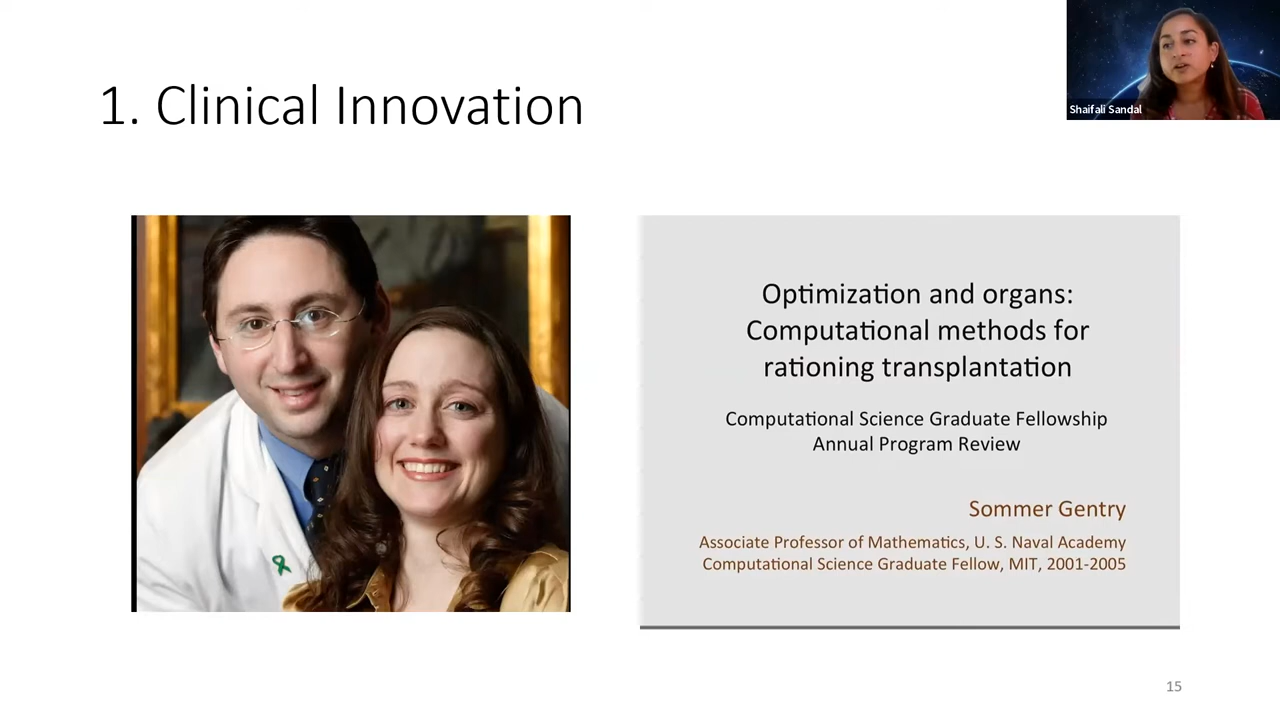 1. Clinical Innovation
Shaifali Sandal
Optimization and organs:
Computational methods for
rationing transplantation
Computational Science Graduate Fellowship
Annual Program Review
Sommer Gentry
Associate Professor of Mathematics, U. S. Naval Academy
Computational Science Graduate Fellow, MIT, 2001-2005
15